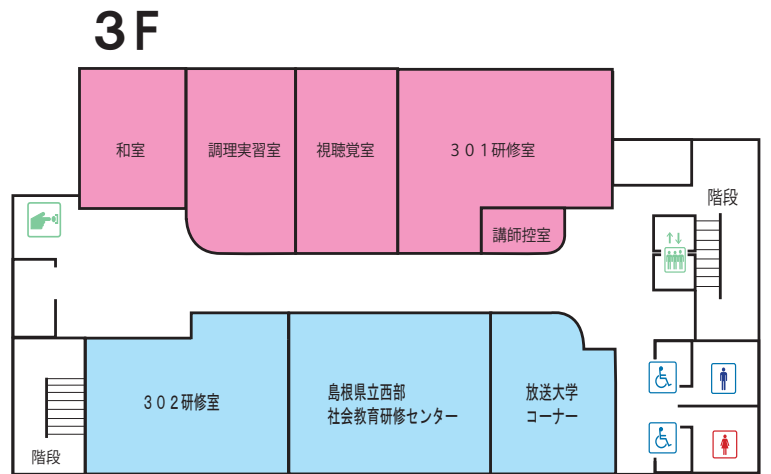 3F
和室
調理実習室
視聴覚室
３０１研修室
講師控室
階段
３０２研修室
島根県立西部
社会教育研修センター
放送大学
コーナー
階段